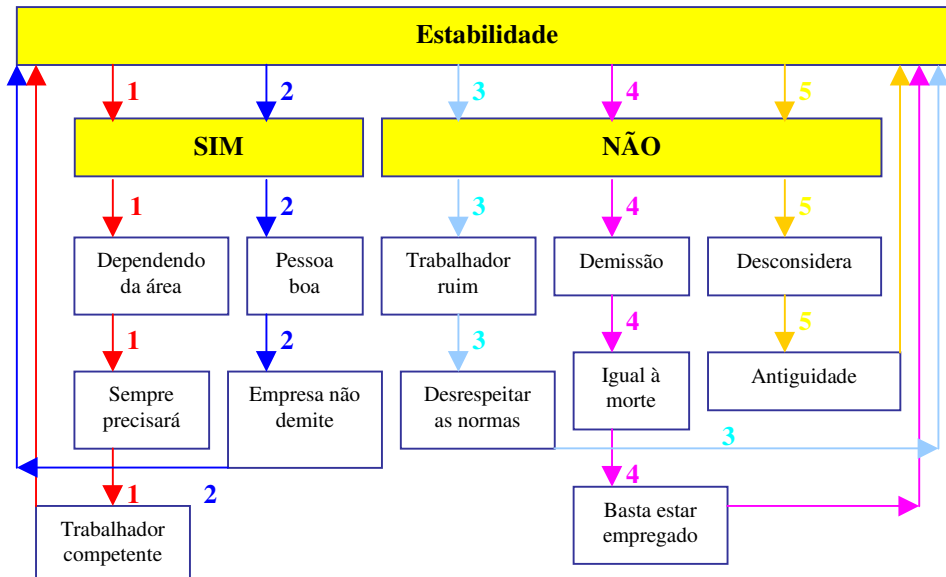 Estabilidade
1
2
3
4
5
SIM
NÃO
1
2
3
4
5
Dependendo
da área
Pessoa
boa
Trabalhador
ruim
Demissão
Desconsidera
1
2
3
4
5
Sempre
precisará
Empresa não
demite
Desrespeitar
as normas
Igual à
morte
Antiguidade
3
1
2
4
Trabalhador
competente
Basta estar
empregado